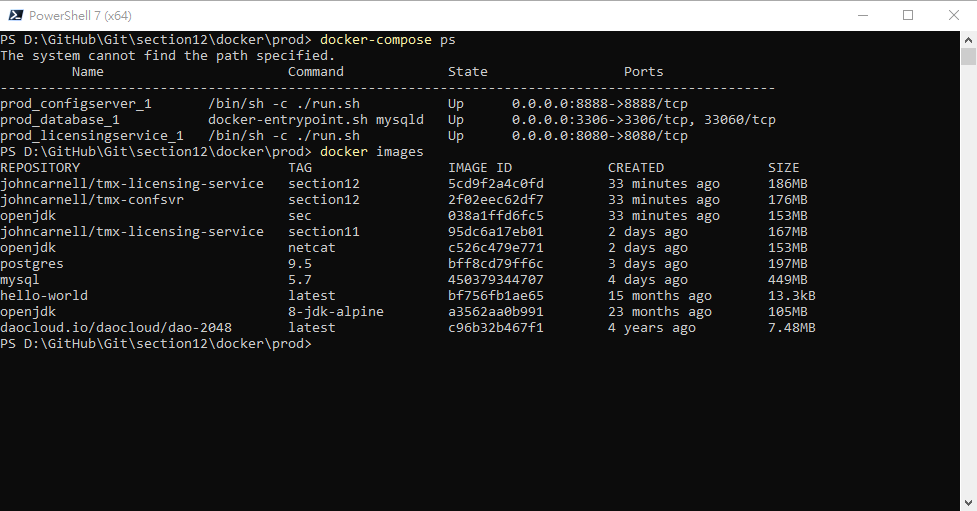 PowerShell 7 (x64)
PS D:\GitHub\Git\section12\docker\prod> docker-compose ps
The system cannot find the path specified.
Name Command State Ports
-------------------------------------------------------------------------------------------------
prod_configserver_1 /bin/sh -c ./run.sh Up 0.0.0.0:8888->8888/tcp
prod_database_1 docker-entrypoint.sh mysqld Up 0.0.0.0:3306->3306/tcp, 33060/tcp
prod_licensingservice_1 /bin/sh -c ./run.sh Up 0.0.0.0:8080->8080/tcp
PS D:\GitHub\Git\section12\docker\prod> docker images
REPOSITORY TAG IMAGE ID CREATED SIZE
johncarnell/tmx-licensing-service section12 5cd9f2a4c0fd 33 minutes ago 186MB
johncarnell/tmx-confsvr section12 2f02eec62df7 33 minutes ago 176MB
openjdk sec 038a1ffd6fc5 33 minutes ago 153MB
johncarnell/tmx-licensing-service section11 95dc6a17eb01 2 days ago 167MB
openjdk netcat c526c479e771 2 days ago 153MB
postgres 9.5 bff8cd79ff6c 3 days ago 197MB
mysql 5.7 450379344707 4 days ago 449MB
hello-world latest bf756fb1ae65 15 months ago 13.3kB
openjdk 8-jdk-alpine a3562aa0b991 23 months ago 105MB
daocloud.io/daocloud/dao-2048 latest c96b32b467f1 4 years ago 7.48MB
PS D:\GitHub\Git\section12\docker\prod>